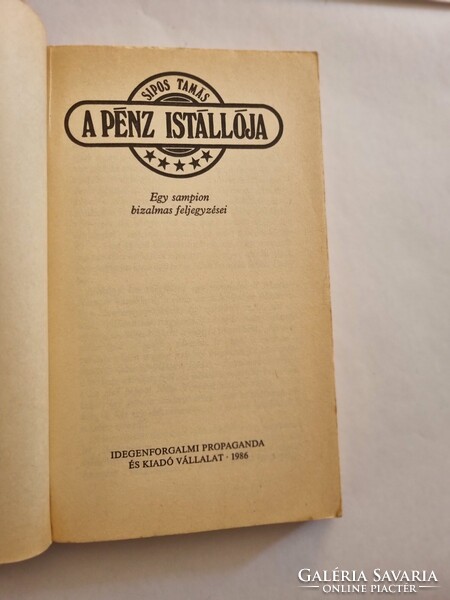 SIPOS TAMÁS
A PÉNZ ISTÁLLÓJA
Egy sampion
bizalmas feljegyzései
IDEGENFORGALMI PROPAGANDA
ÉS KIADÓ VÁLLALAT · 1986
GALÉRIA SAVARIA
ONLINE PIACTÉR